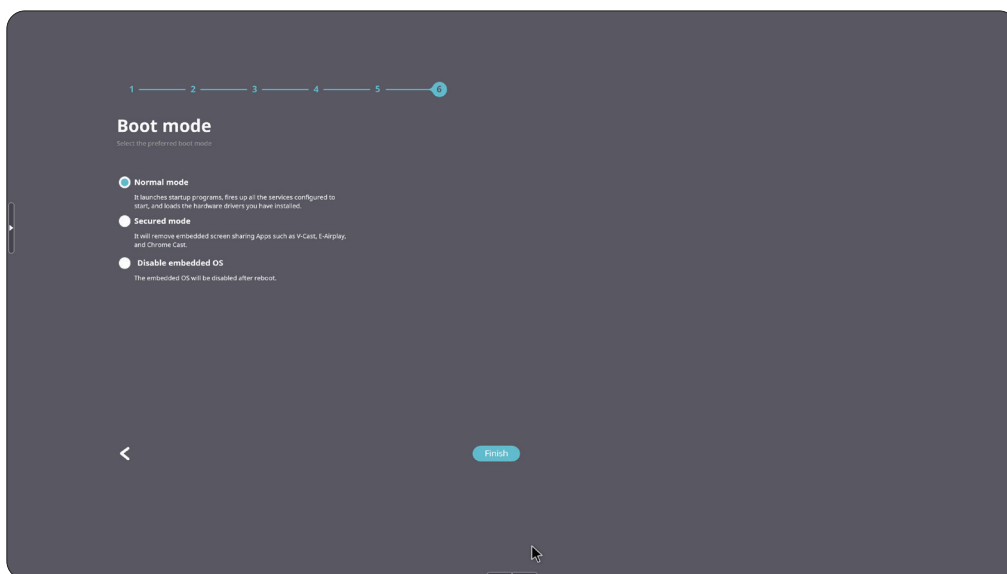 1 2 3 4 5 6
Boot mode
Select the preferred boot mode
Normal mode
It launches startup programs, fires up all the services configured to
start, and loads the hardware drivers you have installed.
Secured mode
It will remove embedded screen sharing Apps such as V-Cast, E-Airplay,
and Chrome Cast.
Disable embedded OS
The embedded OS will be disabled after reboot.
Finish